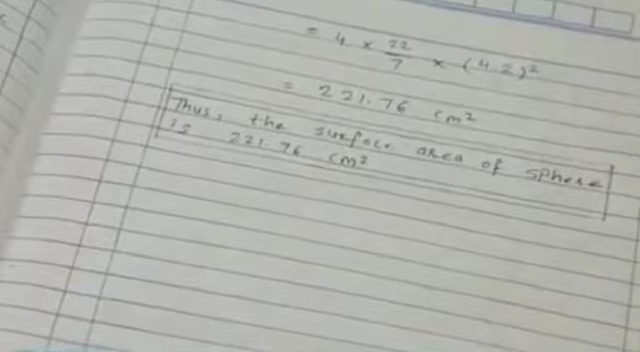 = 4 × 22/7 × (4.2)²
= 221.76 cm²
Thus, the surface area of sphere
is 221.76 cm²